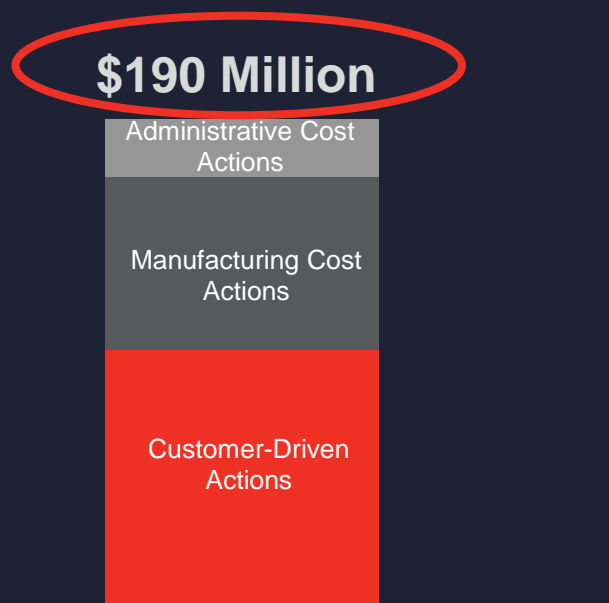 $190 Million
Administrative Cost
Actions
Manufacturing Cost
Actions
Customer-Driven
Actions